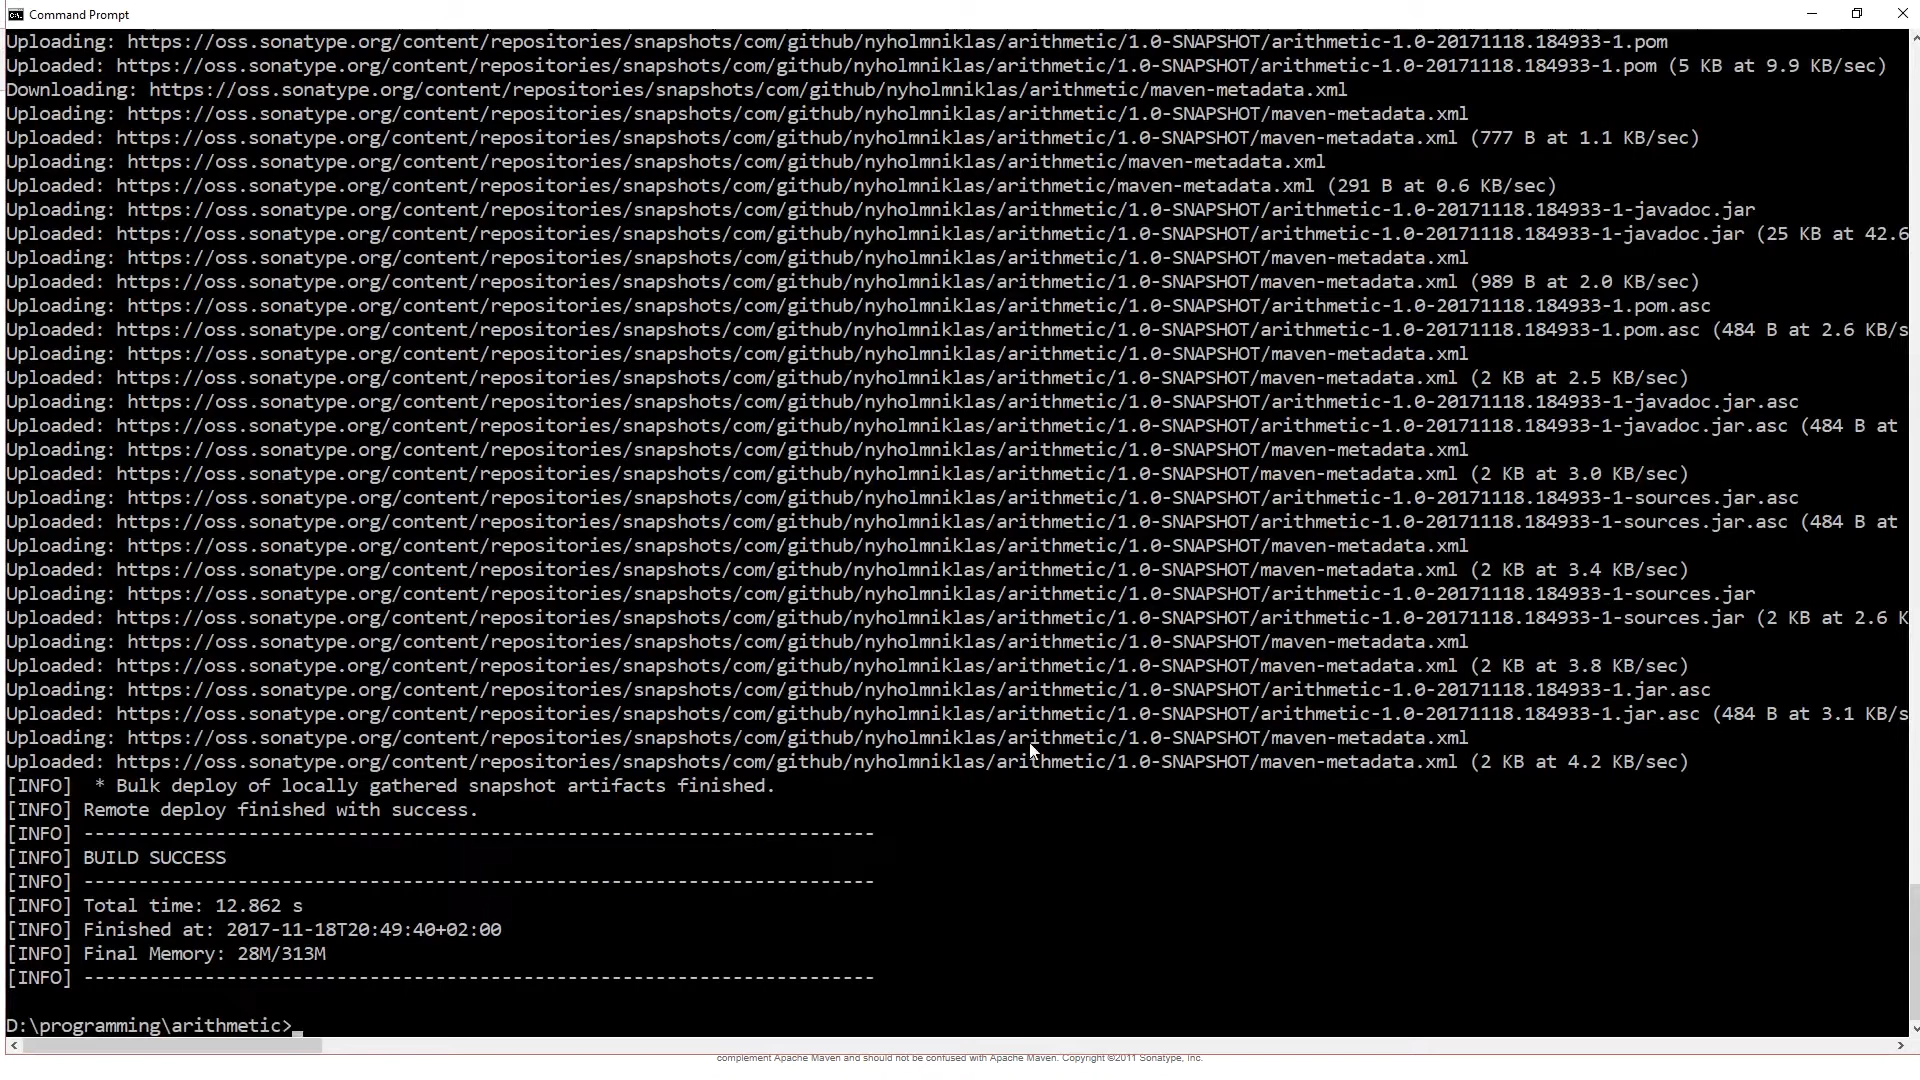 Command Prompt
Uploading: https://oss.sonatype.org/content/repositories/snapshots/com/github/nyholmniklas/arithmetic/1.0-SNAPSHOT/arithmetic-1.0-20171118.184933-1.pom
Uploaded: https://oss.sonatype.org/content/repositories/snapshots/com/github/nyholmniklas/arithmetic/1.0-SNAPSHOT/arithmetic-1.0-20171118.184933-1.pom (5 KB at 9.9 KB/sec)
Downloading: https://oss.sonatype.org/content/repositories/snapshots/com/github/nyholmniklas/arithmetic/maven-metadata.xml
Uploading: https://oss.sonatype.org/content/repositories/snapshots/com/github/nyholmniklas/arithmetic/1.0-SNAPSHOT/maven-metadata.xml
Uploaded: https://oss.sonatype.org/content/repositories/snapshots/com/github/nyholmniklas/arithmetic/1.0-SNAPSHOT/maven-metadata.xml (777 B at 1.1 KB/sec)
Uploading: https://oss.sonatype.org/content/repositories/snapshots/com/github/nyholmniklas/arithmetic/maven-metadata.xml
Uploaded: https://oss.sonatype.org/content/repositories/snapshots/com/github/nyholmniklas/arithmetic/maven-metadata.xml (291 B at 0.6 KB/sec)
Uploading: https://oss.sonatype.org/content/repositories/snapshots/com/github/nyholmniklas/arithmetic/1.0-SNAPSHOT/arithmetic-1.0-20171118.184933-1-javadoc.jar
Uploaded: https://oss.sonatype.org/content/repositories/snapshots/com/github/nyholmniklas/arithmetic/1.0-SNAPSHOT/arithmetic-1.0-20171118.184933-1-javadoc.jar (25 KB at 42.6
Uploading: https://oss.sonatype.org/content/repositories/snapshots/com/github/nyholmniklas/arithmetic/1.0-SNAPSHOT/maven-metadata.xml
Uploaded: https://oss.sonatype.org/content/repositories/snapshots/com/github/nyholmniklas/arithmetic/1.0-SNAPSHOT/maven-metadata.xml (989 B at 2.0 KB/sec)
Uploading: https://oss.sonatype.org/content/repositories/snapshots/com/github/nyholmniklas/arithmetic/1.0-SNAPSHOT/arithmetic-1.0-20171118.184933-1.pom.asc
Uploaded: https://oss.sonatype.org/content/repositories/snapshots/com/github/nyholmniklas/arithmetic/1.0-SNAPSHOT/arithmetic-1.0-20171118.184933-1.pom.asc (484 B at 2.6 KB/s
Uploading: https://oss.sonatype.org/content/repositories/snapshots/com/github/nyholmniklas/arithmetic/1.0-SNAPSHOT/maven-metadata.xml
Uploaded: https://oss.sonatype.org/content/repositories/snapshots/com/github/nyholmniklas/arithmetic/1.0-SNAPSHOT/maven-metadata.xml (2 KB at 2.5 KB/sec)
Uploading: https://oss.sonatype.org/content/repositories/snapshots/com/github/nyholmniklas/arithmetic/1.0-SNAPSHOT/arithmetic-1.0-20171118.184933-1-javadoc.jar.asc
Uploaded: https://oss.sonatype.org/content/repositories/snapshots/com/github/nyholmniklas/arithmetic/1.0-SNAPSHOT/arithmetic-1.0-20171118.184933-1-javadoc.jar.asc (484 B at
Uploading: https://oss.sonatype.org/content/repositories/snapshots/com/github/nyholmniklas/arithmetic/1.0-SNAPSHOT/maven-metadata.xml
Uploaded: https://oss.sonatype.org/content/repositories/snapshots/com/github/nyholmniklas/arithmetic/1.0-SNAPSHOT/maven-metadata.xml (2 KB at 3.0 KB/sec)
Uploading: https://oss.sonatype.org/content/repositories/snapshots/com/github/nyholmniklas/arithmetic/1.0-SNAPSHOT/arithmetic-1.0-20171118.184933-1-sources.jar.asc
Uploaded: https://oss.sonatype.org/content/repositories/snapshots/com/github/nyholmniklas/arithmetic/1.0-SNAPSHOT/arithmetic-1.0-20171118.184933-1-sources.jar.asc (484 B at
Uploading: https://oss.sonatype.org/content/repositories/snapshots/com/github/nyholmniklas/arithmetic/1.0-SNAPSHOT/maven-metadata.xml
Uploaded: https://oss.sonatype.org/content/repositories/snapshots/com/github/nyholmniklas/arithmetic/1.0-SNAPSHOT/maven-metadata.xml (2 KB at 3.4 KB/sec)
Uploading: https://oss.sonatype.org/content/repositories/snapshots/com/github/nyholmniklas/arithmetic/1.0-SNAPSHOT/arithmetic-1.0-20171118.184933-1-sources.jar
Uploaded: https://oss.sonatype.org/content/repositories/snapshots/com/github/nyholmniklas/arithmetic/1.0-SNAPSHOT/arithmetic-1.0-20171118.184933-1-sources.jar (2 KB at 2.6 K
Uploading: https://oss.sonatype.org/content/repositories/snapshots/com/github/nyholmniklas/arithmetic/1.0-SNAPSHOT/maven-metadata.xml
Uploaded: https://oss.sonatype.org/content/repositories/snapshots/com/github/nyholmniklas/arithmetic/1.0-SNAPSHOT/maven-metadata.xml (2 KB at 3.8 KB/sec)
Uploading: https://oss.sonatype.org/content/repositories/snapshots/com/github/nyholmniklas/arithmetic/1.0-SNAPSHOT/arithmetic-1.0-20171118.184933-1.jar.asc
Uploaded: https://oss.sonatype.org/content/repositories/snapshots/com/github/nyholmniklas/arithmetic/1.0-SNAPSHOT/arithmetic-1.0-20171118.184933-1.jar.asc (484 B at 3.1 KB/s
Uploading: https://oss.sonatype.org/content/repositories/snapshots/com/github/nyholmniklas/arithmetic/1.0-SNAPSHOT/maven-metadata.xml
Uploaded: https://oss.sonatype.org/content/repositories/snapshots/com/github/nyholmniklas/arithmetic/1.0-SNAPSHOT/maven-metadata.xml (2 KB at 4.2 KB/sec)
[INFO]  * Bulk deploy of locally gathered snapshot artifacts finished.
[INFO] Remote deploy finished with success.
[INFO] ------------------------------------------------------------------------
[INFO] BUILD SUCCESS
[INFO] ------------------------------------------------------------------------
[INFO] Total time: 12.862 s
[INFO] Finished at: 2017-11-18T20:49:40+02:00
[INFO] Final Memory: 28M/313M
[INFO] ------------------------------------------------------------------------
D:\programming\arithmetic>
complement Apache Maven and should not be confused with Apache Maven. Copyright ©2011 Sonatype, Inc.